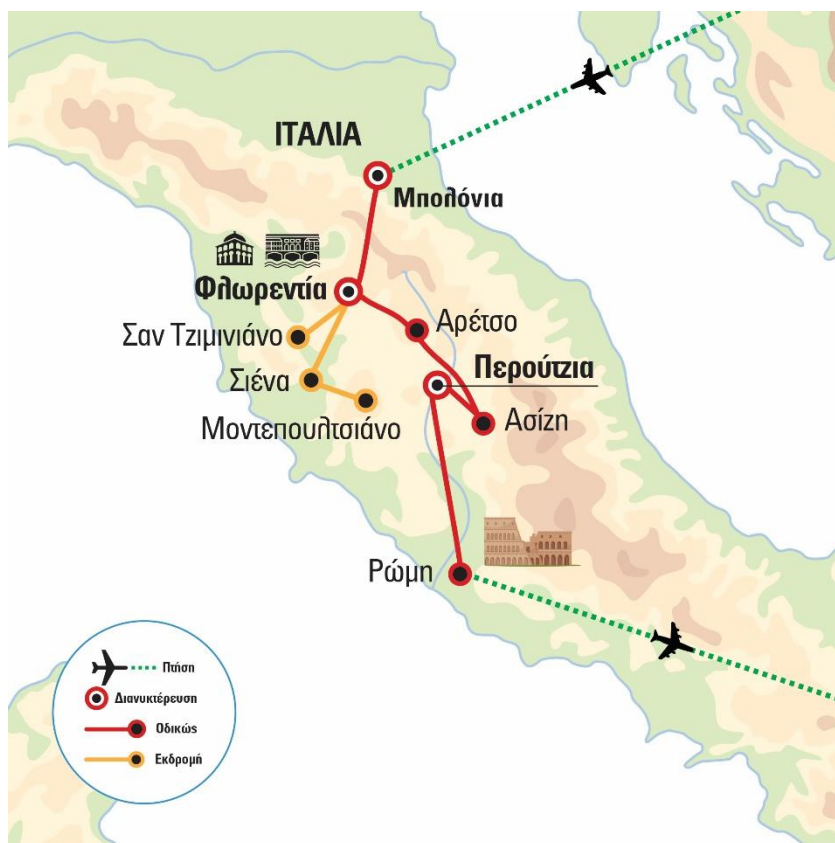 ΙΤΑΛΙΑ
Μπολόνια
Φλωρεντία
Αρέτσο
Σαν Τζιμινιάνο
Περούτζια
Σιένα
Ασίζη
Μοντεπουλτσιάνο
Ρώμη
Πτήση
Διανυκτέρευση
Οδικώς
Εκδρομή